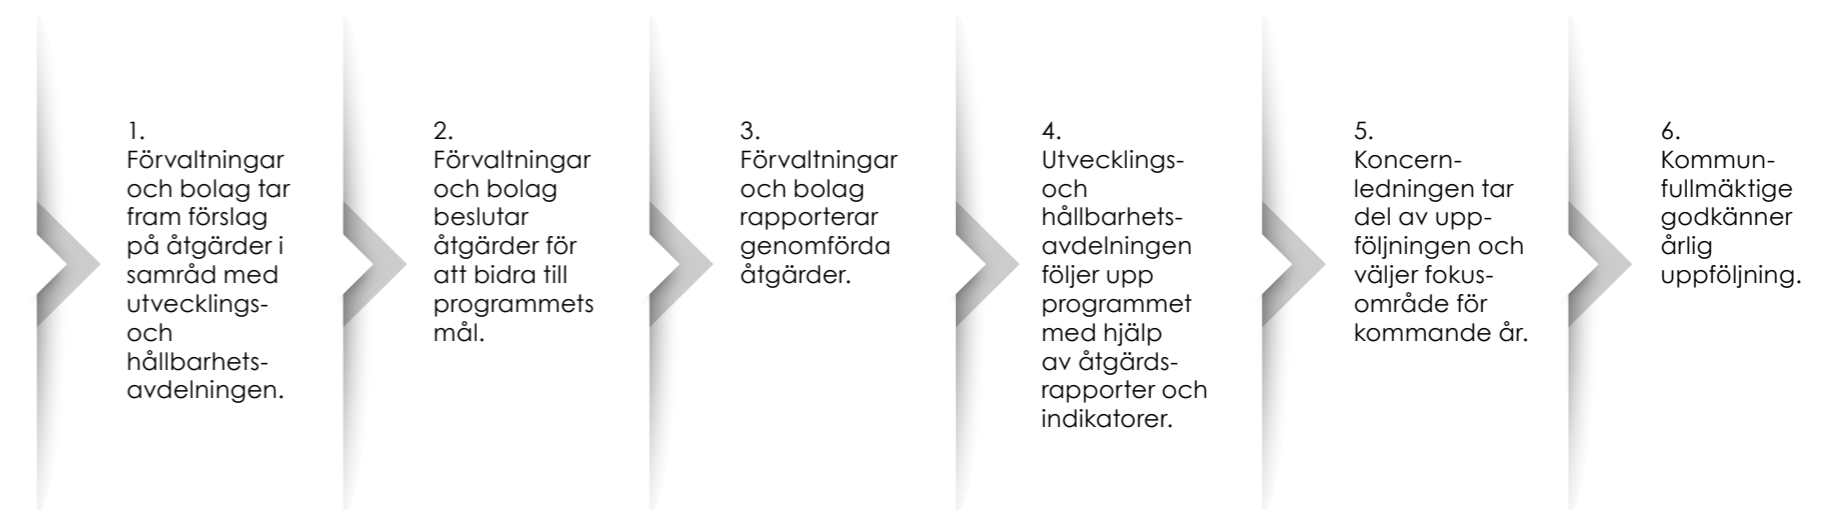 1.
Förvaltningar
och bolag tar
fram förslag
på åtgärder i
samråd med
utvecklings-
och
hållbarhets-
avdelningen.
2.
Förvaltningar
och bolag
beslutar
åtgärder för
att bidra till
programmets
mål.
3.
Förvaltningar
och bolag
rapporterar
genomförda
åtgärder.
4.
Utvecklings-
och
hållbarhets-
avdelningen
följer upp
programmet
med hjälp
av åtgärds-
rapporter och
indikatorer.
5.
Koncern-
ledningen tar
del av upp-
följningen och
väljer fokus-
område för
kommande år.
6.
Kommun-
fullmäktige
godkänner
årlig
uppföljning.